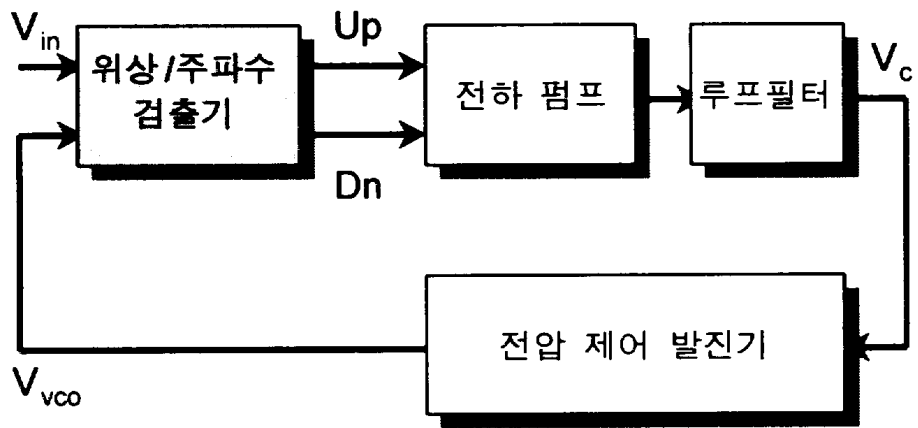 V_in
Up
위상/주파수
검출기
Dn
전하 펌프
루프필터
V_c
전압 제어 발진기
V_vco